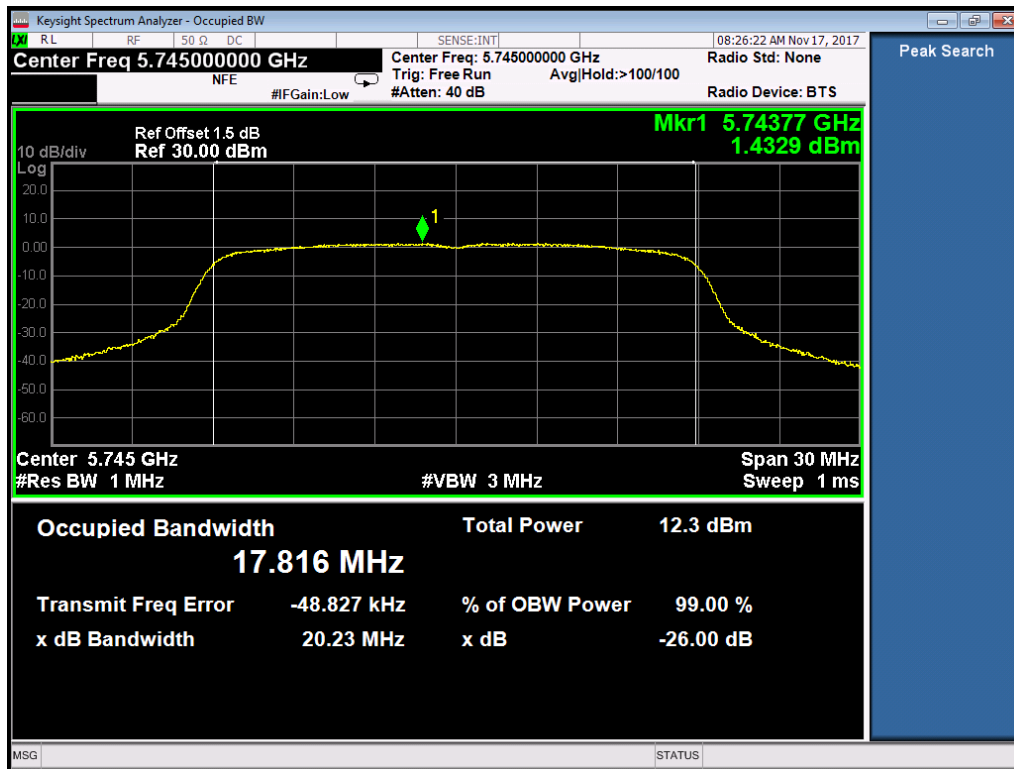 Keysight Spectrum Analyzer - Occupied BW
LXI RL RF 50 Ω DC SENSE:INT 08:26:22 AM Nov 17, 2017
Center Freq 5.745000000 GHz
NFE
#IFGain:Low
Center Freq: 5.745000000 GHz
Trig: Free Run Avg|Hold:>100/100
#Atten: 40 dB
Radio Std: None
Radio Device: BTS
Peak Search
Mkr1 5.74377 GHz
1.4329 dBm
Ref Offset 1.5 dB
10 dB/div Ref 30.00 dBm
Log
20.0
10.0
0.00
-10.0
-20.0
-30.0
-40.0
-50.0
-60.0
1
Center 5.745 GHz Span 30 MHz
#Res BW 1 MHz #VBW 3 MHz Sweep 1 ms
Occupied Bandwidth Total Power 12.3 dBm
17.816 MHz
Transmit Freq Error -48.827 kHz % of OBW Power 99.00 %
x dB Bandwidth 20.23 MHz x dB -26.00 dB
MSG STATUS